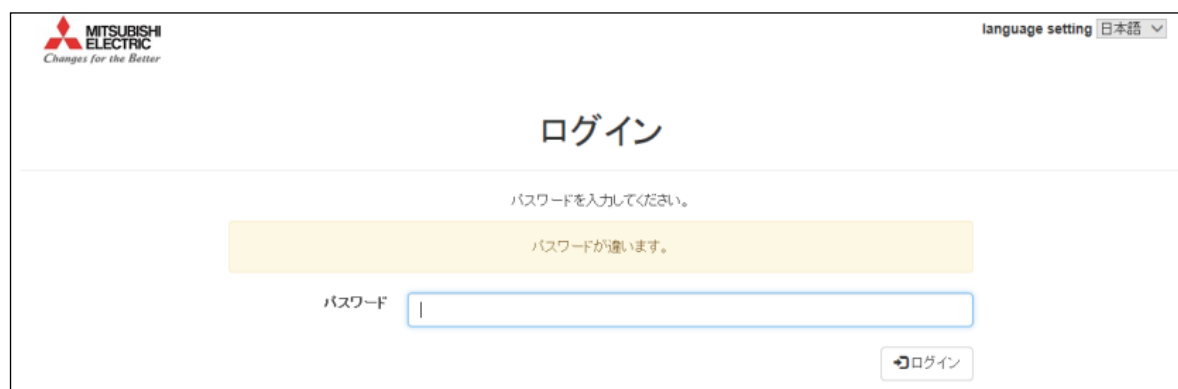 MITSUBISHI
ELECTRIC
Changes for the Better
language setting 日本語
ログイン
パスワードを入力してください。
パスワードが違います。
パスワード
ログイン